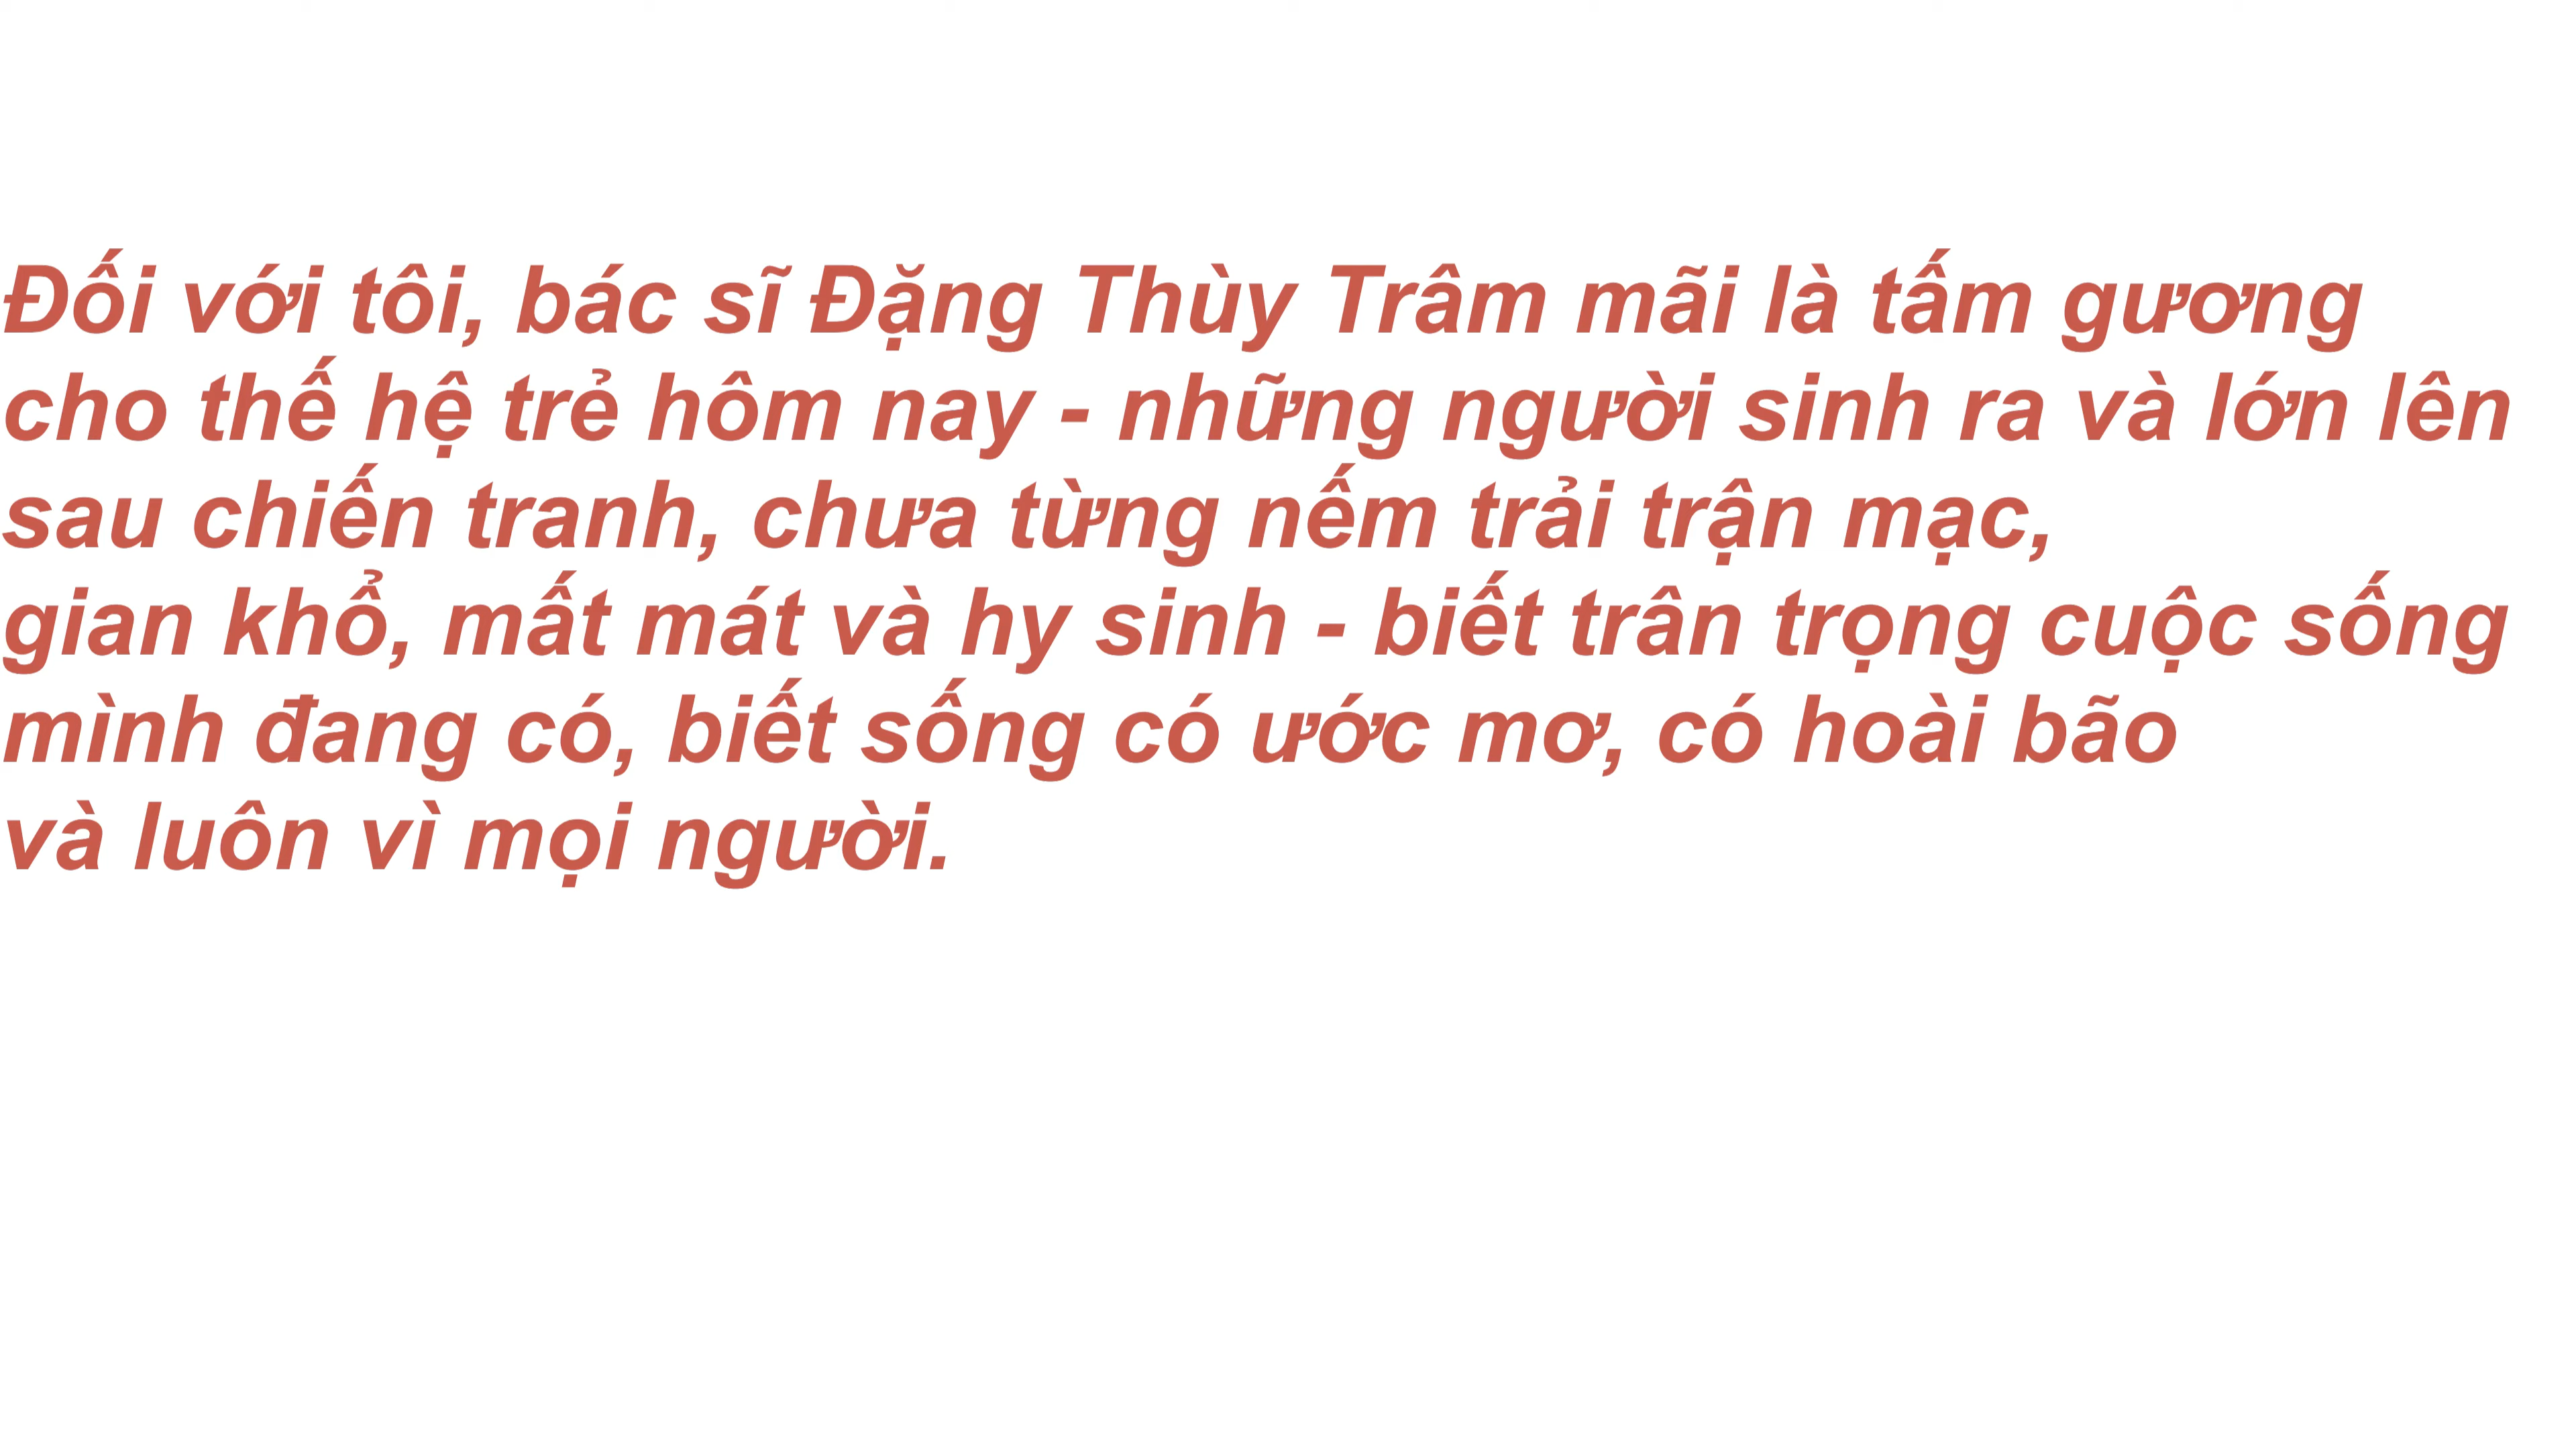 Đối với tôi, bác sĩ Đặng Thùy Trâm mãi là tấm gương
cho thế hệ trẻ hôm nay - những người sinh ra và lớn lên
sau chiến tranh, chưa từng nếm trải trận mạc,
gian khổ, mất mát và hy sinh - biết trân trọng cuộc sống
mình đang có, biết sống có ước mơ, có hoài bão
và luôn vì mọi người.